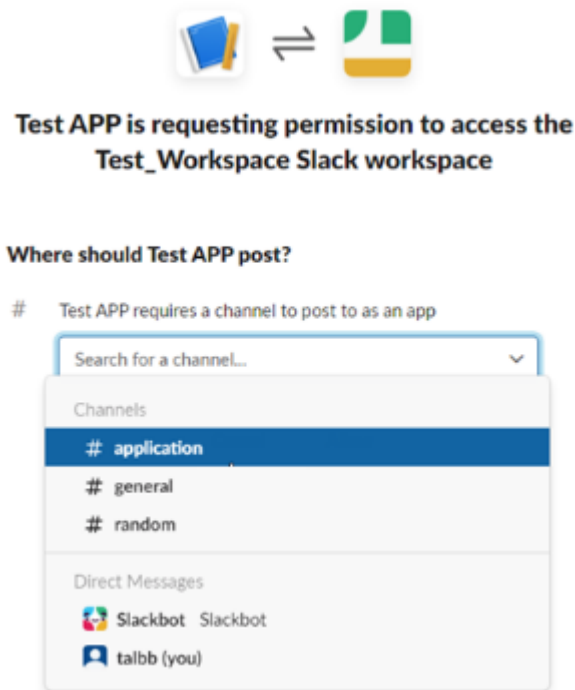 Test APP is requesting permission to access the
Test_Workspace Slack workspace
Where should Test APP post?
# Test APP requires a channel to post to as an app
Search for a channel...
Channels
# application
# general
# random
Direct Messages
Slackbot Slackbot
talbb (you)